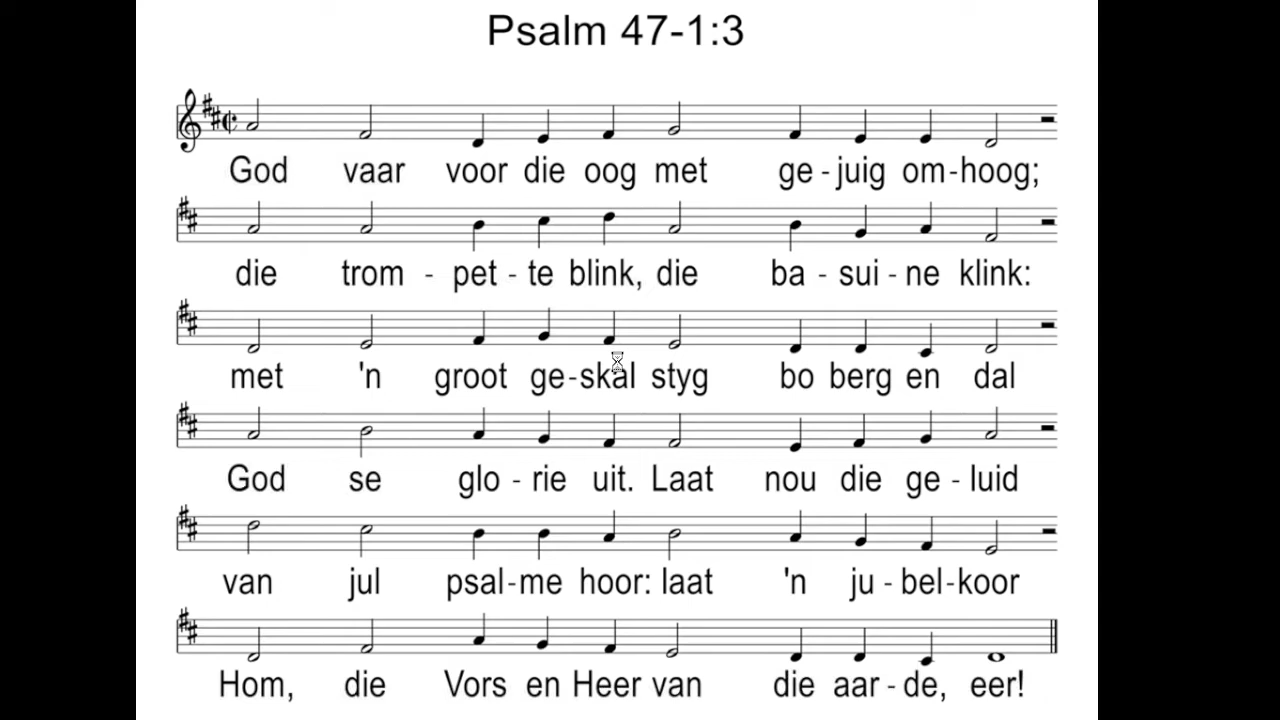 Psalm 47-1:3
God vaar voor die oog met ge-juig om-hoog;
die trom - pet - te blink, die ba - sui - ne klink:
met 'n groot ge-skal styg bo berg en dal
God se glo - rie uit. Laat nou die ge - luid
van jul psal-me hoor: laat 'n ju - bel-koor
Hom, die Vors en Heer van die aar - de, eer!